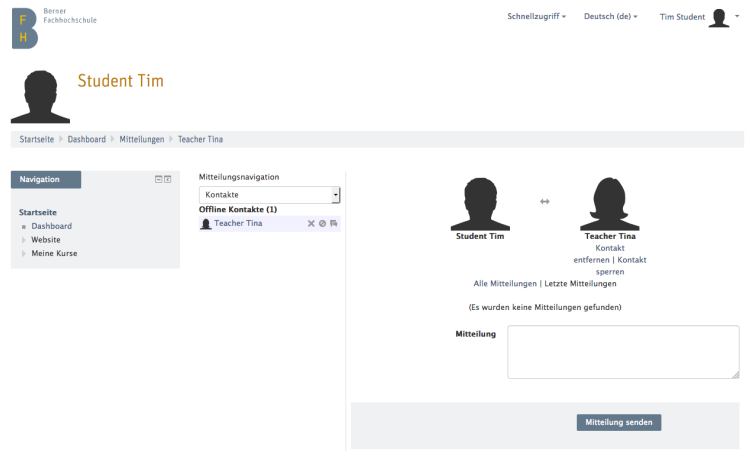 F
H
Berner
Fachhochschule
Schnellzugriff
Deutsch (de)
Tim Student
Student Tim
Startseite Dashboard Mitteilungen Teacher Tina
Navigation
Startseite
Dashboard
Website
Meine Kurse
Mitteilungsnavigation
Kontakte
Offline Kontakte (1)
Teacher Tina
Student Tim
Teacher Tina
Kontakt
entfernen | Kontakt
sperren
Alle Mitteilungen | Letzte Mitteilungen
(Es wurden keine Mitteilungen gefunden)
Mitteilung
Mitteilung senden